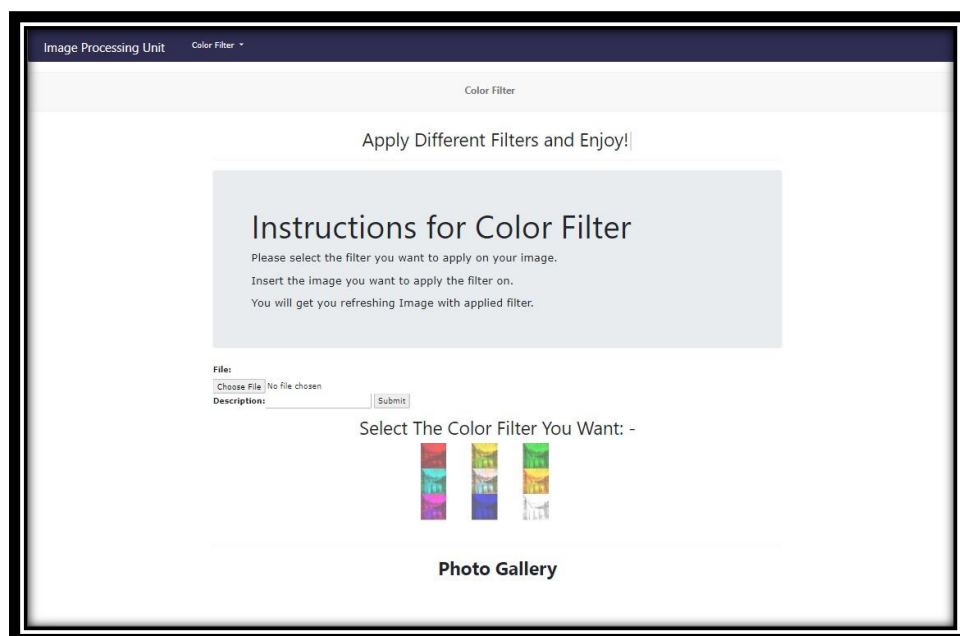 Image Processing Unit Color Filter
Color Filter
Apply Different Filters and Enjoy!
Instructions for Color Filter
Please select the filter you want to apply on your image.
Insert the image you want to apply the filter on.
You will get you refreshing Image with applied filter.
File:
Choose File No file chosen
Description: Submit
Select The Color Filter You Want: -
Photo Gallery